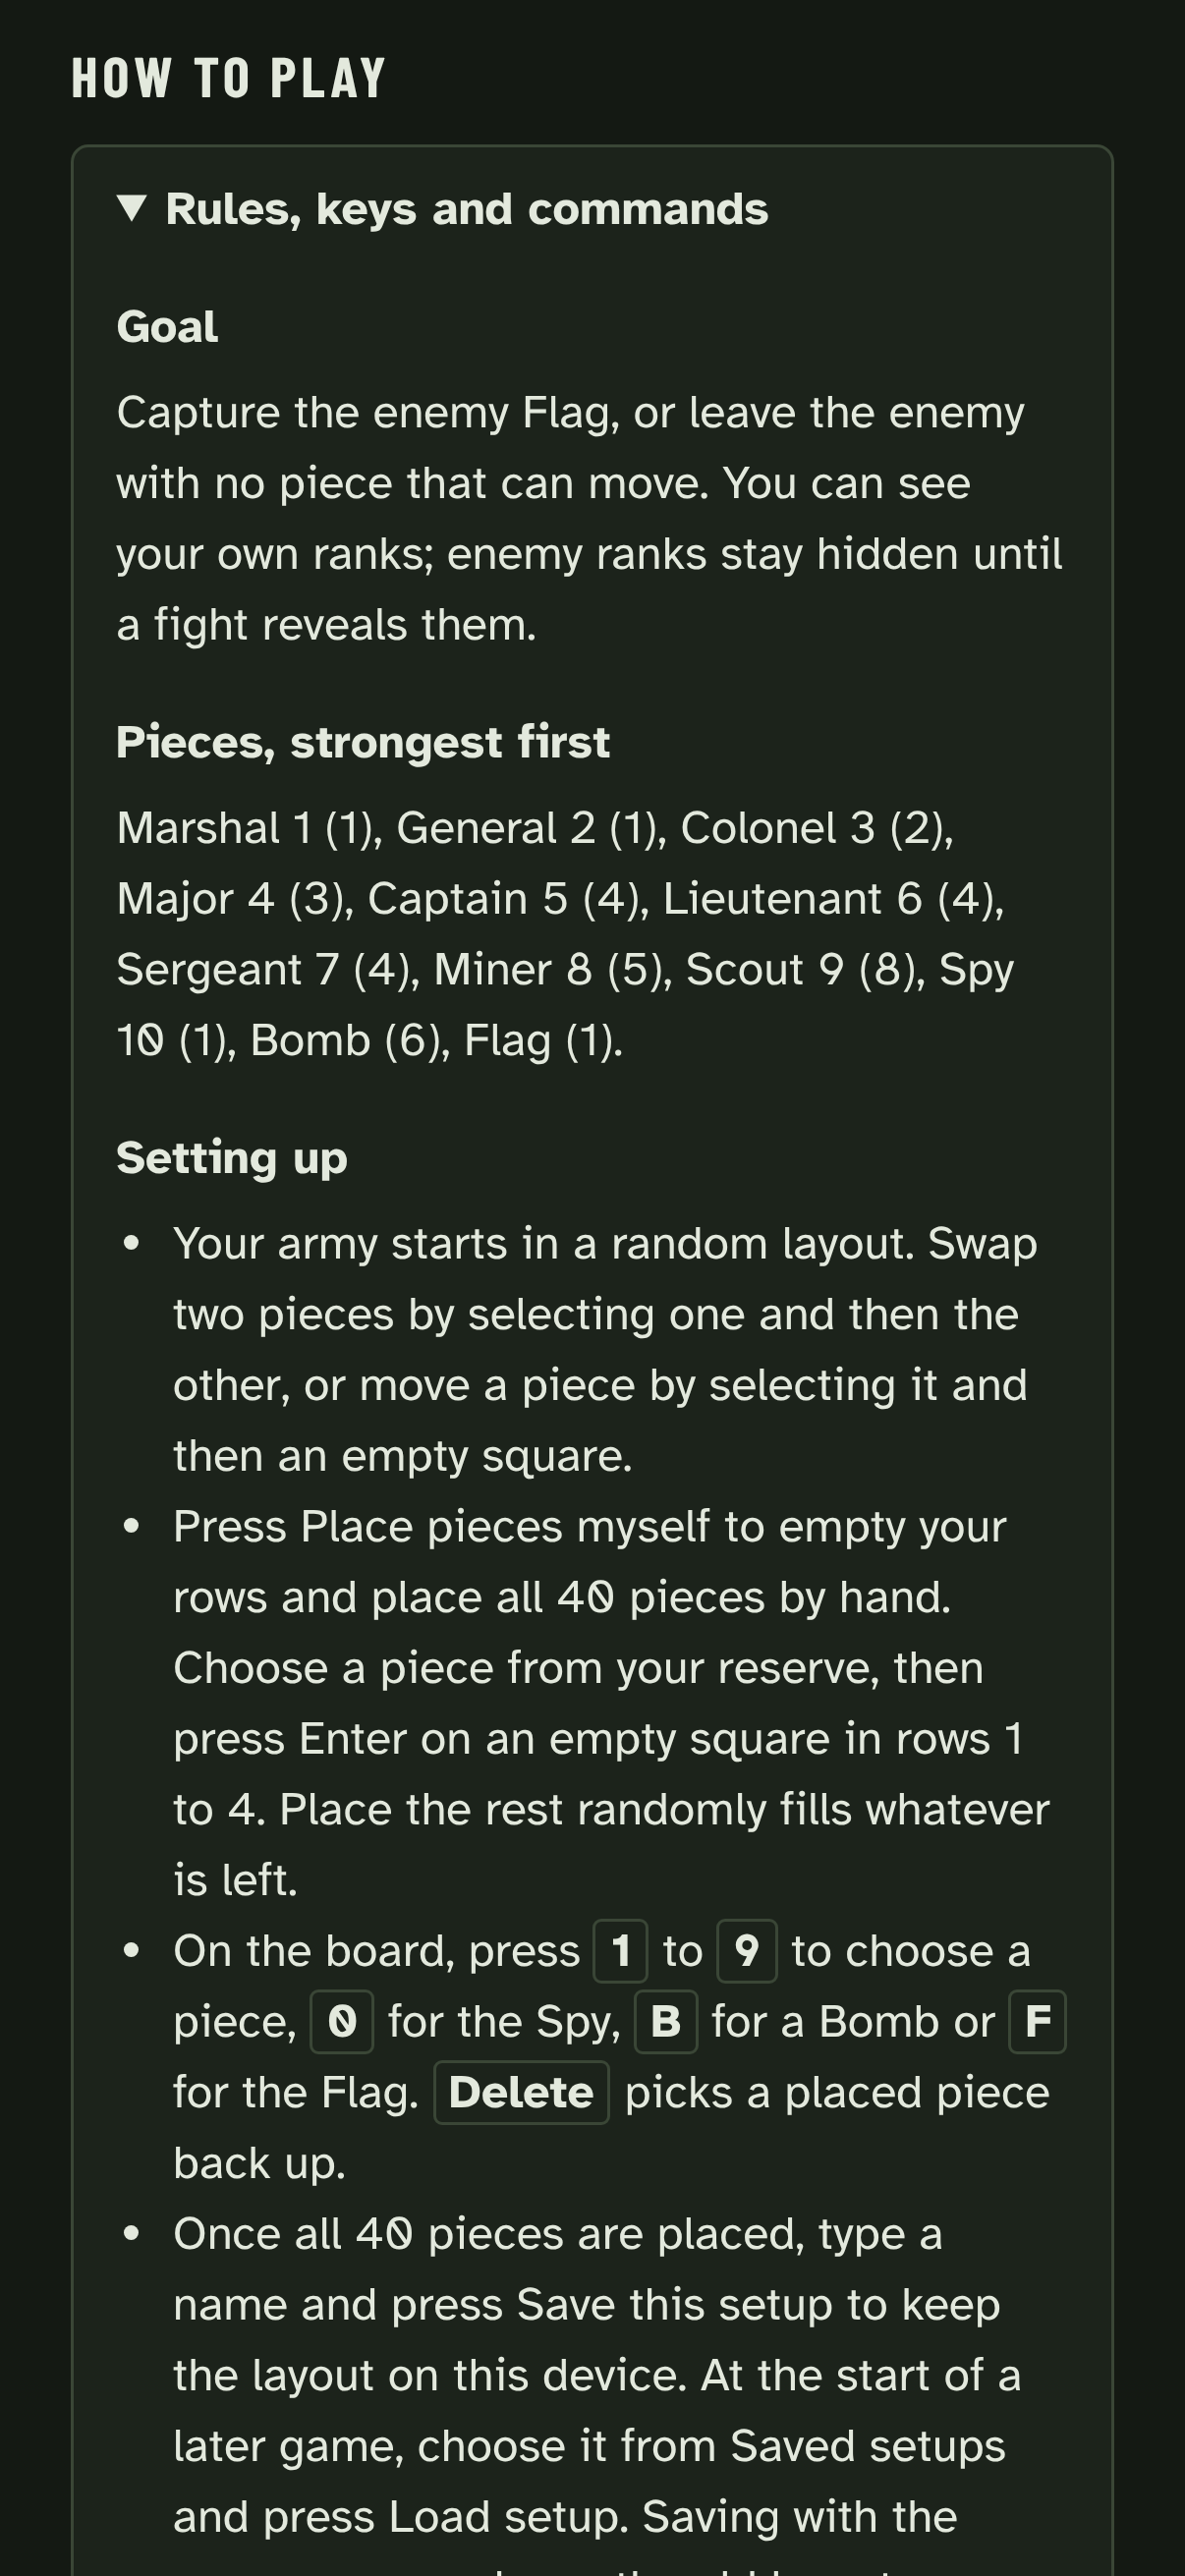 HOW TO PLAY
▼ Rules, keys and commands
Goal
Capture the enemy Flag, or leave the enemy
with no piece that can move. You can see
your own ranks; enemy ranks stay hidden until
a fight reveals them.
Pieces, strongest first
Marshal 1 (1), General 2 (1), Colonel 3 (2),
Major 4 (3), Captain 5 (4), Lieutenant 6 (4),
Sergeant 7 (4), Miner 8 (5), Scout 9 (8), Spy
10 (1), Bomb (6), Flag (1).
Setting up
• Your army starts in a random layout. Swap
two pieces by selecting one and then the
other, or move a piece by selecting it and
then an empty square.
• Press Place pieces myself to empty your
rows and place all 40 pieces by hand.
Choose a piece from your reserve, then
press Enter on an empty square in rows 1
to 4. Place the rest randomly fills whatever
is left.
• On the board, press 1 to 9 to choose a
piece, 0 for the Spy, B for a Bomb or F
for the Flag. Delete picks a placed piece
back up.
• Once all 40 pieces are placed, type a
name and press Save this setup to keep
the layout on this device. At the start of a
later game, choose it from Saved setups
and press Load setup. Saving with the